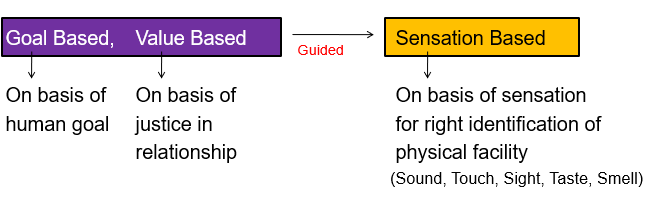 Goal Based, Value Based
Guided
Sensation Based
On basis of
human goal
On basis of
justice in
relationship
On basis of sensation
for right identification of
physical facility
(Sound, Touch, Sight, Taste, Smell)